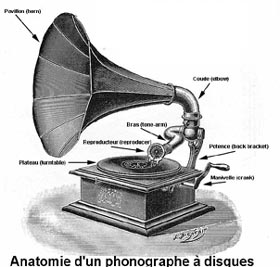 Pavillon (horn)
Coude (elbow)
Bras (tone-arm)
Reproducteur (reproducer)
Potence (back bracket)
Plateau (turntable)
Manivelle (crank)
Anatomie d'un phonographe à disques